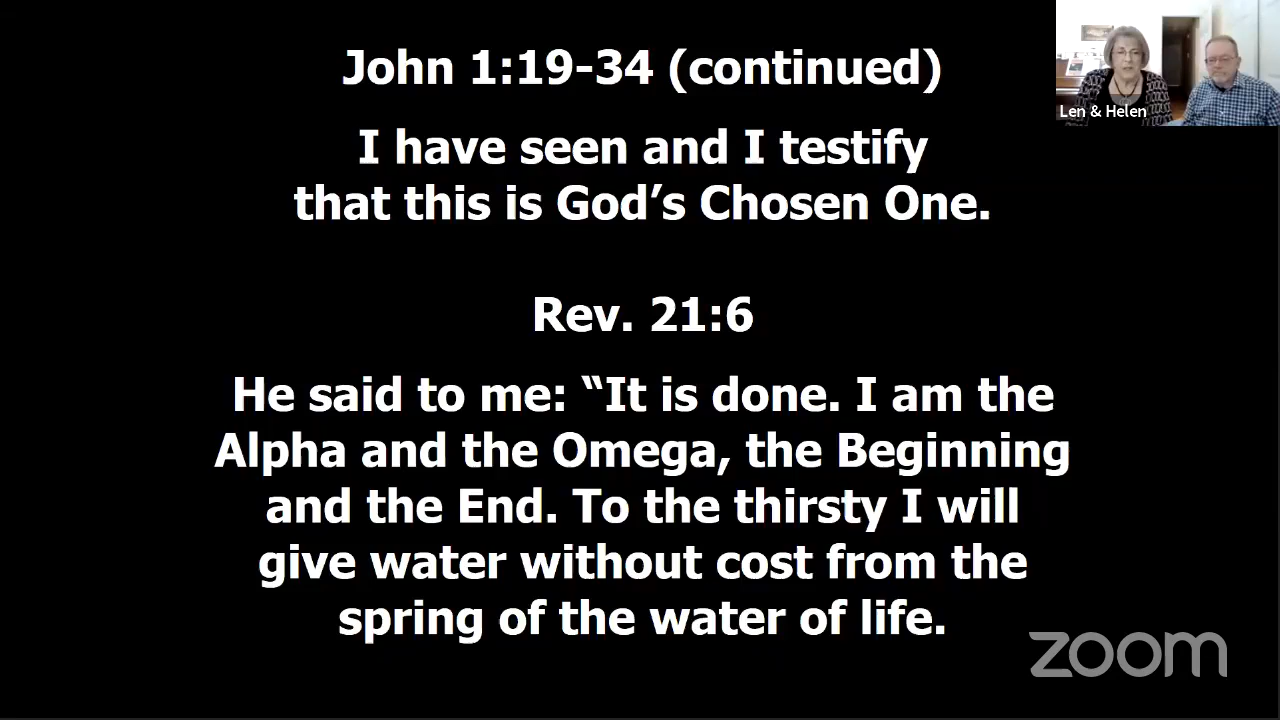 John 1:19-34 (continued)
I have seen and I testify
that this is God’s Chosen One.
Rev. 21:6
He said to me: “It is done. I am the
Alpha and the Omega, the Beginning
and the End. To the thirsty I will
give water without cost from the
spring of the water of life.
Len & Helen
zoom